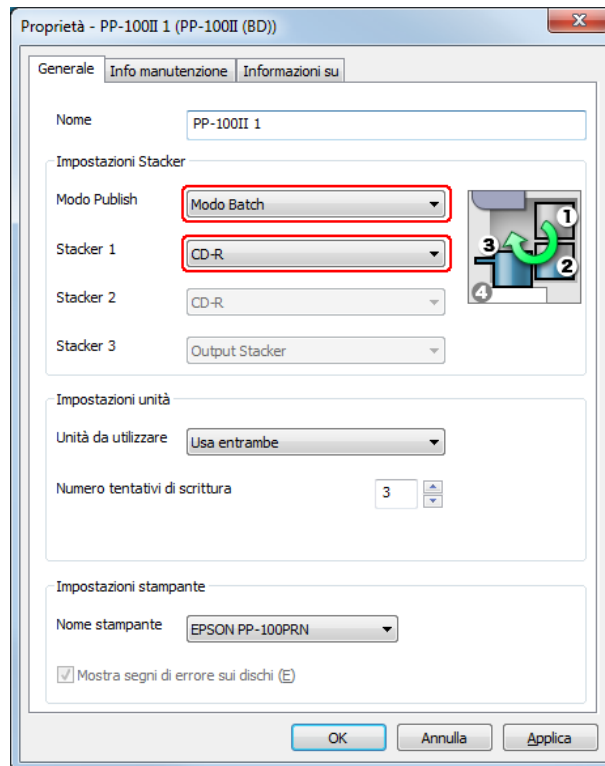 Proprietà - PP-100II 1 (PP-100II (BD))
Generale Info manutenzione Informazioni su
Nome PP-100II 1
Impostazioni Stacker
Modo Publish Modo Batch
Stacker 1 CD-R
Stacker 2 CD-R
Stacker 3 Output Stacker
1
3
2
4
Impostazioni unità
Unità da utilizzare Usa entrambe
Numero tentativi di scrittura 3
Impostazioni stampante
Nome stampante EPSON PP-100PRN
Mostra segni di errore sui dischi (E)
OK Annulla Applica